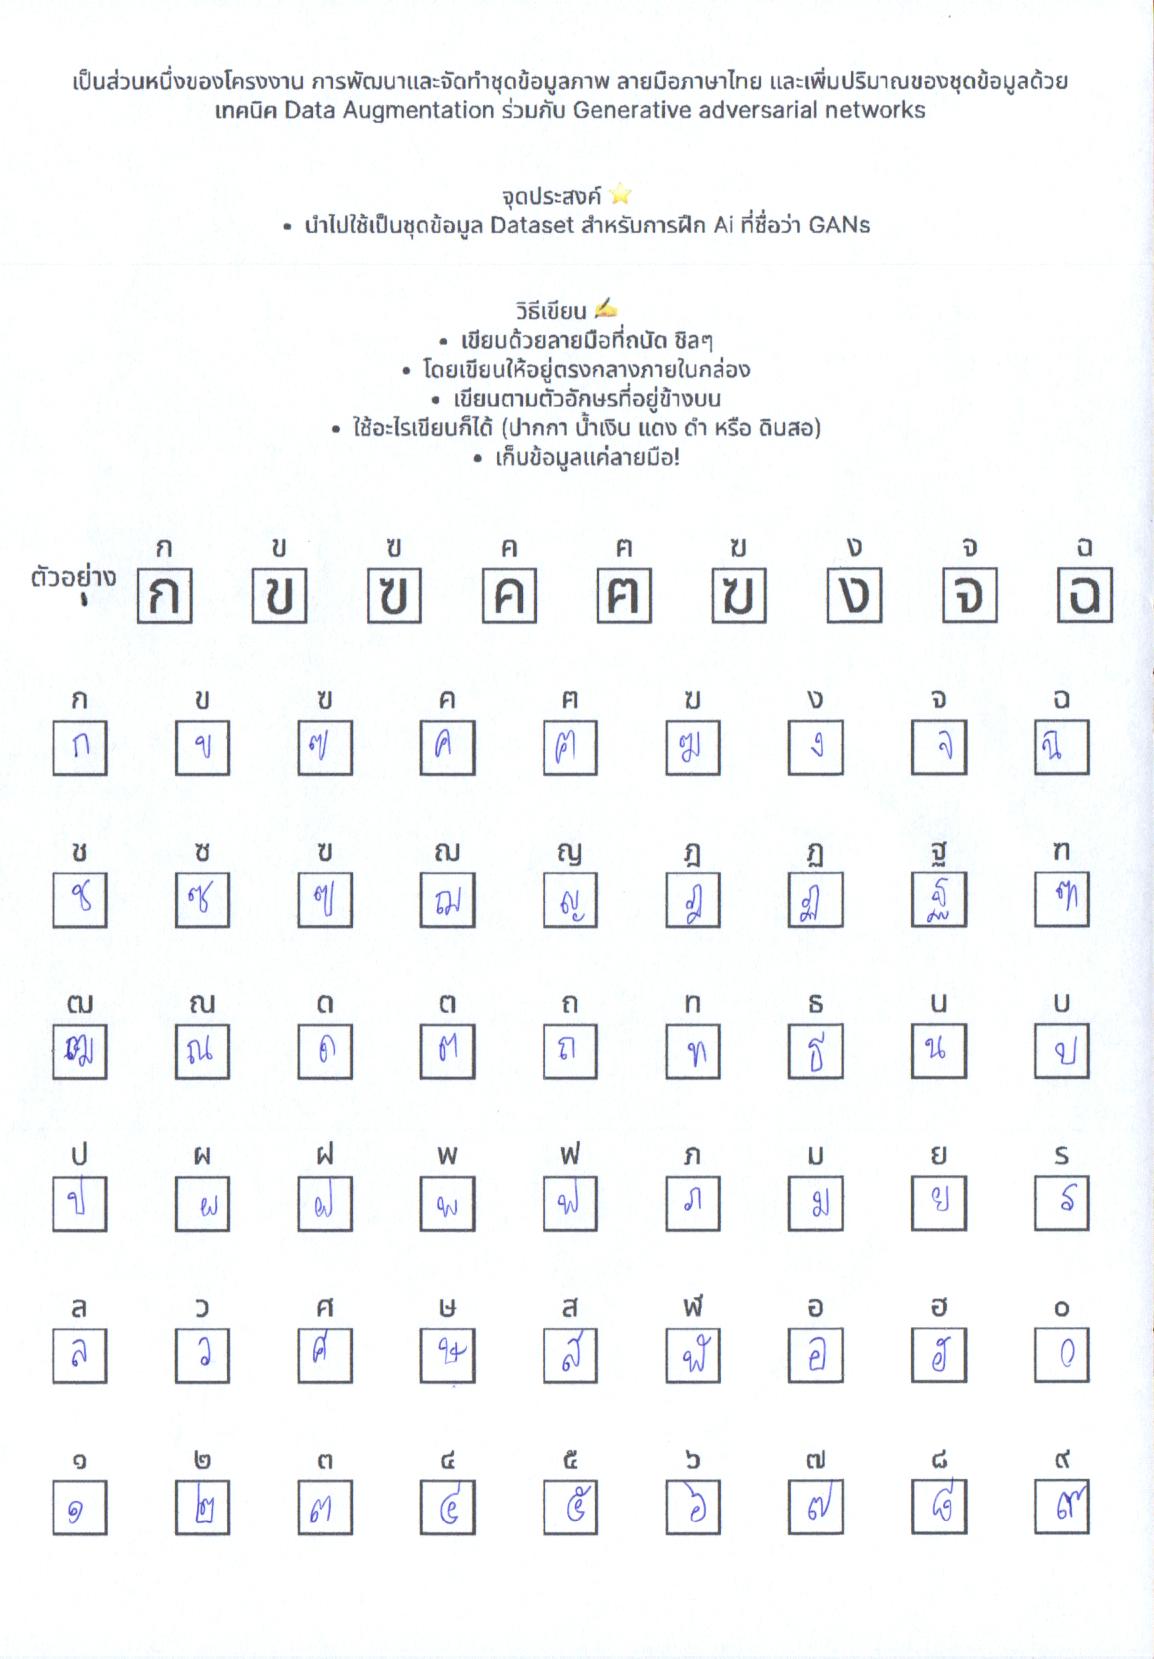 เป็นส่วนหนึ่งของโครงงาน การพัฒนาและจัดทำชุดข้อมูลภาพ ลายมือภาษาไทย และเพิ่มปริมาณของชุดข้อมูลด้วย
เทคนิค Data Augmentation ร่วมกับ Generative adversarial networks
จุดประสงค์ ⭐
• นำไปใช้เป็นชุดข้อมูล Dataset สำหรับการฝึก Ai ที่ชื่อว่า GANs
วิธีเขียน ✍️
• เขียนด้วยลายมือที่ถนัด ชิลๆ
• โดยเขียนให้อยู่ตรงกลางภายในกล่อง
• เขียนตามตัวอักษรที่อยู่ข้างบน
• ใช้อะไรเขียนก็ได้ (ปากกา น้ำเงิน แดง ดำ หรือ ดินสอ)
• เก็บข้อมูลแค่ลายมือ!
ก ข ฃ ค ฅ ฆ ง จ ฉ
ตัวอย่าง ก ข ฃ ค ฅ ฆ ง จ ฉ
ก ข ฃ ค ฅ ฆ ง จ ฉ
ก ข ฃ ค ฅ ฆ ง จ ฉ
ช ซ ฃ ฌ ญ ฎ ฏ ฐ ฑ
ช ซ ฃ ฌ ญ ฎ ฏ ฐ ฑ
ฒ ณ ด ต ถ ท ธ น บ
ฒ ณ ด ต ถ ท ธ น บ
ป ผ ฝ พ ฟ ภ ม ย ร
ป ผ ฝ พ ฟ ภ ม ย ร
ล ว ศ ษ ส ฬ อ ฮ ๐
ล ว ศ ษ ส ฬ อ ฮ ๐
๑ ๒ ๓ ๔ ๕ ๖ ๗ ๘ ๙
๑ ๒ ๓ ๔ ๕ ๖ ๗ ๘ ๙